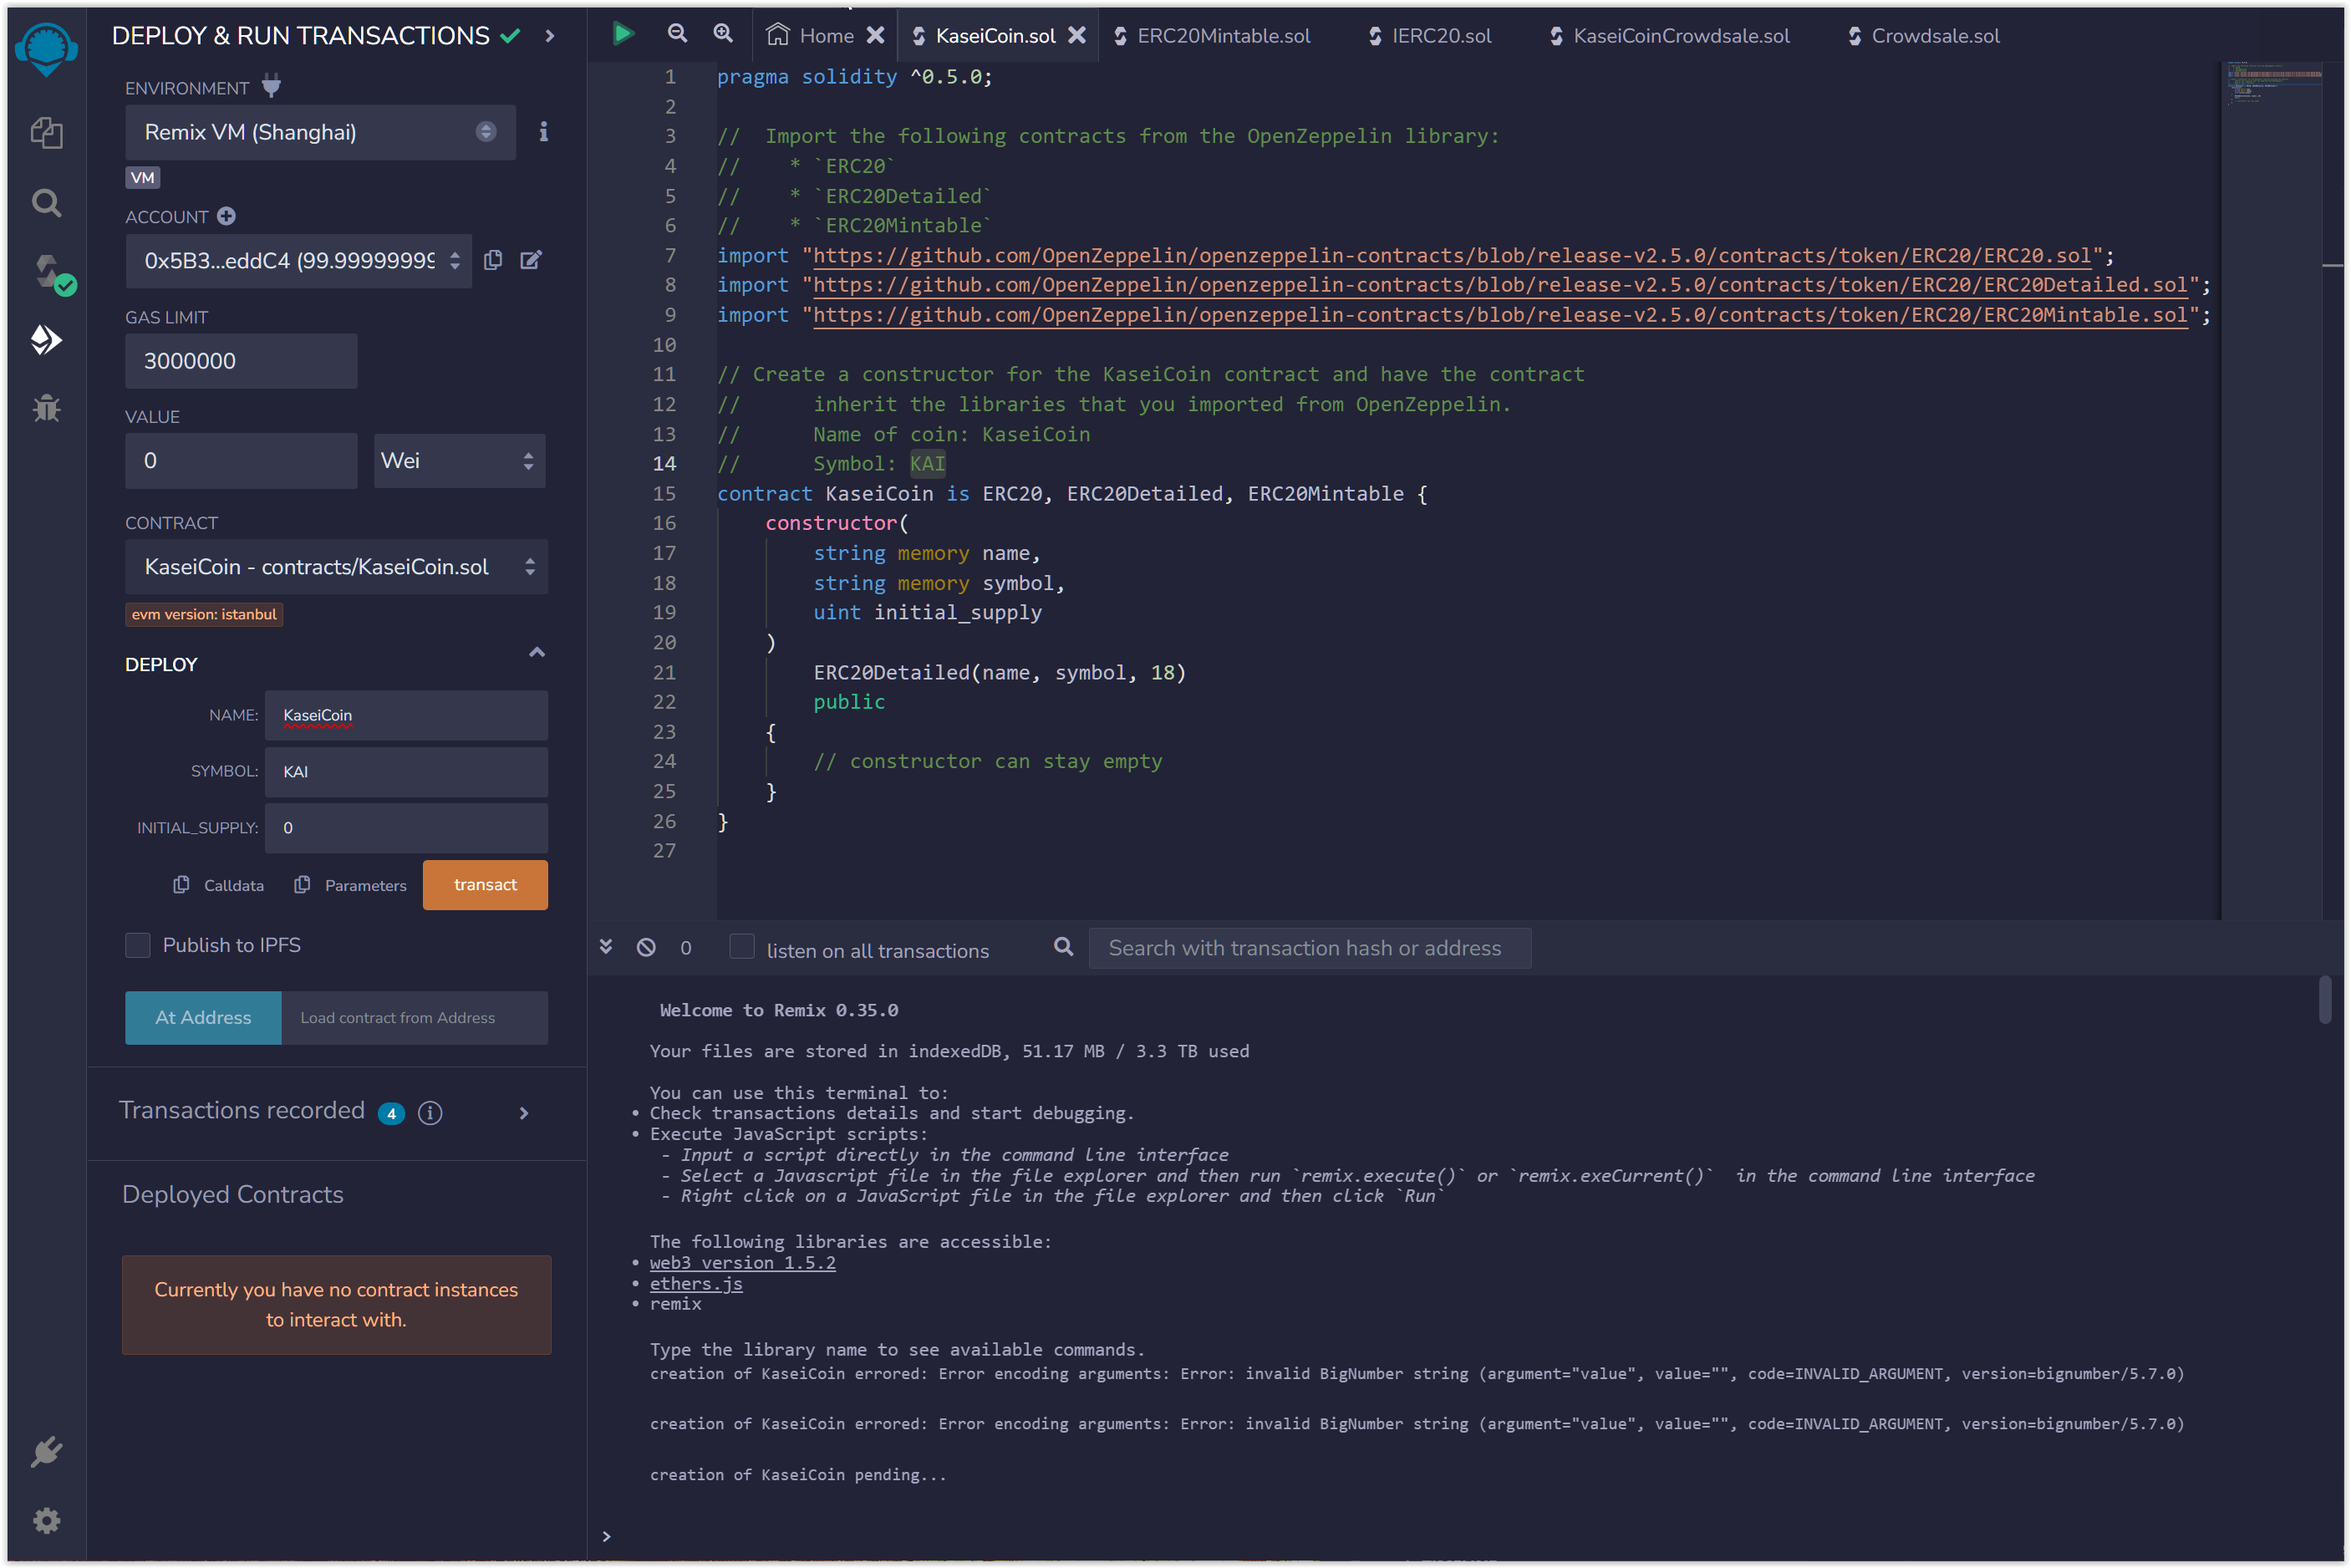 DEPLOY & RUN TRANSACTIONS
ENVIRONMENT
Remix VM (Shanghai)
VM
ACCOUNT
0x5B3...eddC4 (99.99999999
GAS LIMIT
3000000
VALUE
0
Wei
CONTRACT
KaseiCoin - contracts/KaseiCoin.sol
evm version: istanbul
DEPLOY
NAME: KaseiCoin
SYMBOL: KAI
INITIAL_SUPPLY: 0
Calldata Parameters transact
Publish to IPFS
At Address Load contract from Address
Transactions recorded 4
Deployed Contracts
Currently you have no contract instances
to interact with.
Home KaseiCoin.sol ERC20Mintable.sol IERC20.sol KaseiCoinCrowdsale.sol Crowdsale.sol
1 pragma solidity ^0.5.0;
2
3 //  Import the following contracts from the OpenZeppelin library:
4 //    * `ERC20`
5 //    * `ERC20Detailed`
6 //    * `ERC20Mintable`
7 import "https://github.com/OpenZeppelin/openzeppelin-contracts/blob/release-v2.5.0/contracts/token/ERC20/ERC20.sol";
8 import "https://github.com/OpenZeppelin/openzeppelin-contracts/blob/release-v2.5.0/contracts/token/ERC20/ERC20Detailed.sol";
9 import "https://github.com/OpenZeppelin/openzeppelin-contracts/blob/release-v2.5.0/contracts/token/ERC20/ERC20Mintable.sol";
10
11 // Create a constructor for the KaseiCoin contract and have the contract
12 //      inherit the libraries that you imported from OpenZeppelin.
13 //      Name of coin: KaseiCoin
14 //      Symbol: KAI
15 contract KaseiCoin is ERC20, ERC20Detailed, ERC20Mintable {
16     constructor(
17         string memory name,
18         string memory symbol,
19         uint initial_supply
20     )
21         ERC20Detailed(name, symbol, 18)
22         public
23     {
24         // constructor can stay empty
25     }
26 }
27
0 listen on all transactions Search with transaction hash or address
Welcome to Remix 0.35.0
Your files are stored in indexedDB, 51.17 MB / 3.3 TB used
You can use this terminal to:
• Check transactions details and start debugging.
• Execute JavaScript scripts:
- Input a script directly in the command line interface
- Select a Javascript file in the file explorer and then run `remix.execute()` or `remix.exeCurrent()`  in the command line interface
- Right click on a JavaScript file in the file explorer and then click `Run`
The following libraries are accessible:
• web3 version 1.5.2
• ethers.js
• remix
Type the library name to see available commands.
creation of KaseiCoin errored: Error encoding arguments: Error: invalid BigNumber string (argument="value", value="", code=INVALID_ARGUMENT, version=bignumber/5.7.0)
creation of KaseiCoin errored: Error encoding arguments: Error: invalid BigNumber string (argument="value", value="", code=INVALID_ARGUMENT, version=bignumber/5.7.0)
creation of KaseiCoin pending...
>